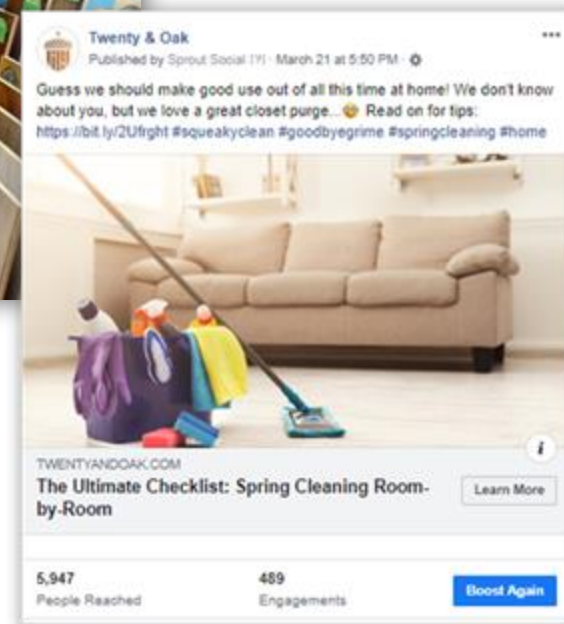 Twenty & Oak
Published by Sprout Social [?] · March 21 at 5:50 PM ·
Guess we should make good use out of all this time at home! We don't know
about you, but we love a great closet purge... Read on for tips:
https://bit.ly/2Ufrght #squeakyclean #goodbyegrime #springcleaning #home
TWENTYANDOAK.COM
The Ultimate Checklist: Spring Cleaning Room-
by-Room
Learn More
5,947
People Reached
489
Engagements
Boost Again